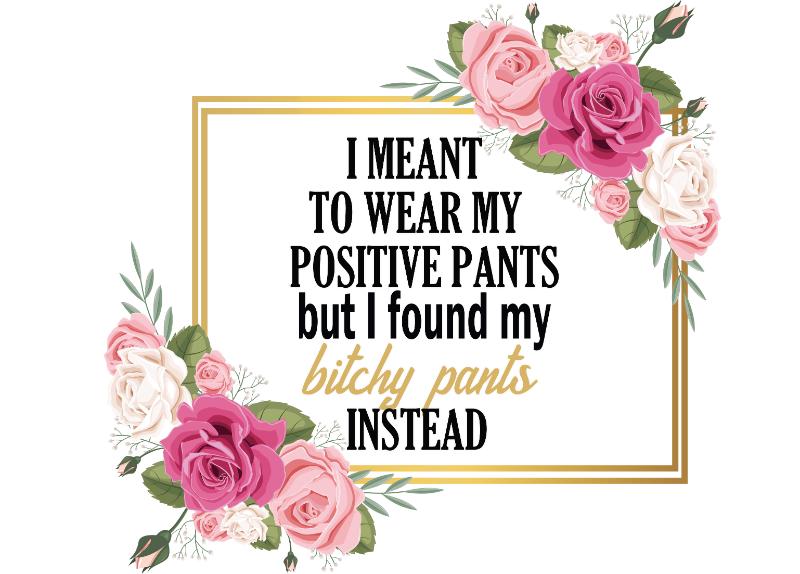 I MEANT
TO WEAR MY
POSITIVE PANTS
but I found my
bitchy pants
INSTEAD